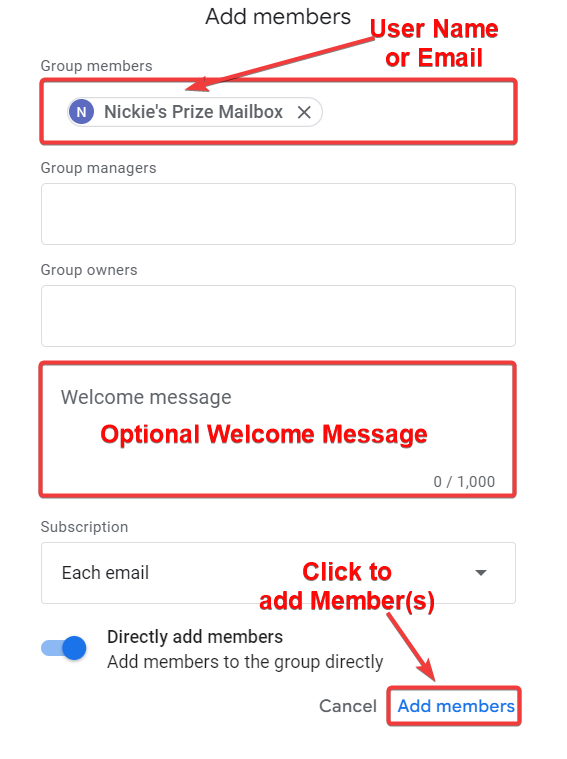 Add members
User Name
or Email
Group members
N Nickie's Prize Mailbox
Group managers
Group owners
Welcome message
Optional Welcome Message
0 / 1,000
Subscription
Each email
Click to
add Member(s)
Directly add members
Add members to the group directly
Cancel Add members